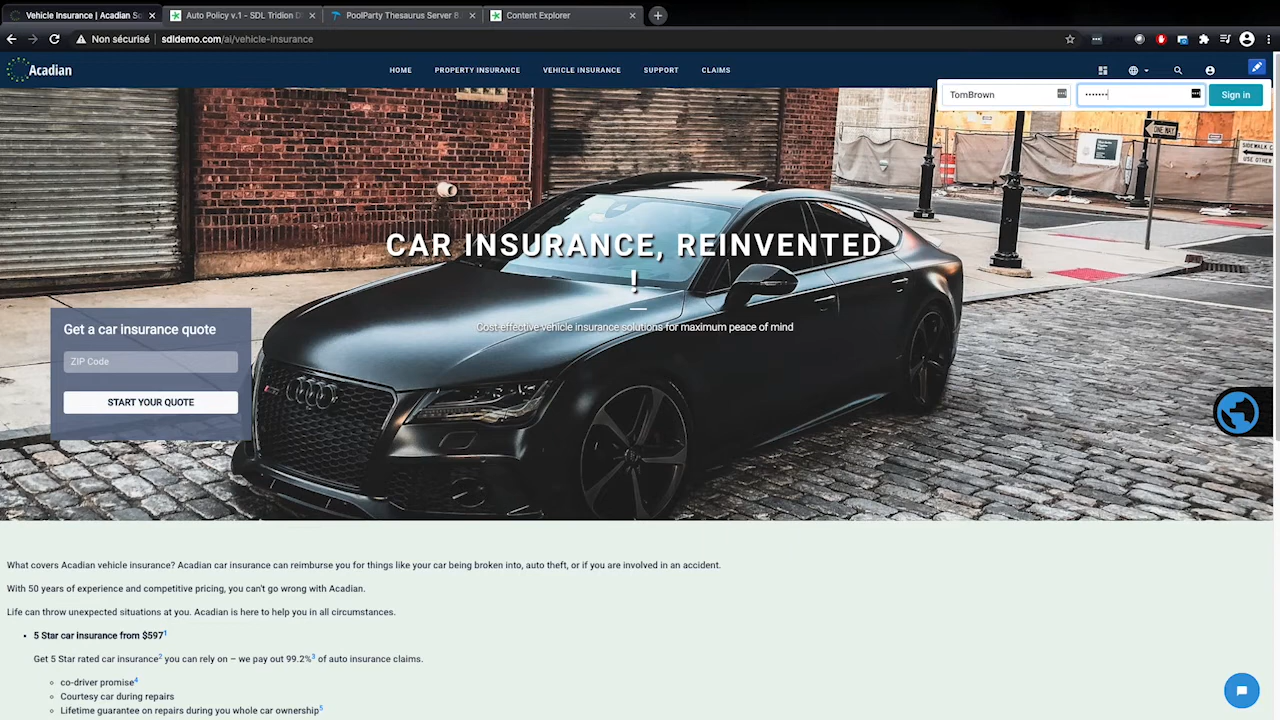 Vehicle Insurance | Acadian So
Auto Policy v.1 - SDL Tridion D
PoolParty Thesaurus Server 8.
Content Explorer
Non sécurisé | sdldemo.com/ai/vehicle-insurance
Acadian
HOME
PROPERTY INSURANCE
VEHICLE INSURANCE
SUPPORT
CLAIMS
TomBrown
•••••••
Sign in
ONE WAY
SIDEWALK C
USE OTHER
CAR INSURANCE, REINVENTED
!
Cost-effective vehicle insurance solutions for maximum peace of mind
Get a car insurance quote
ZIP Code
START YOUR QUOTE
What covers Acadian vehicle insurance? Acadian car insurance can reimburse you for things like your car being broken into, auto theft, or if you are involved in an accident.
With 50 years of experience and competitive pricing, you can't go wrong with Acadian.
Life can throw unexpected situations at you. Acadian is here to help you in all circumstances.
• 5 Star car insurance from $597¹
Get 5 Star rated car insurance² you can rely on – we pay out 99.2%³ of auto insurance claims.
◦ co-driver promise⁴
◦ Courtesy car during repairs
◦ Lifetime guarantee on repairs during you whole car ownership⁵